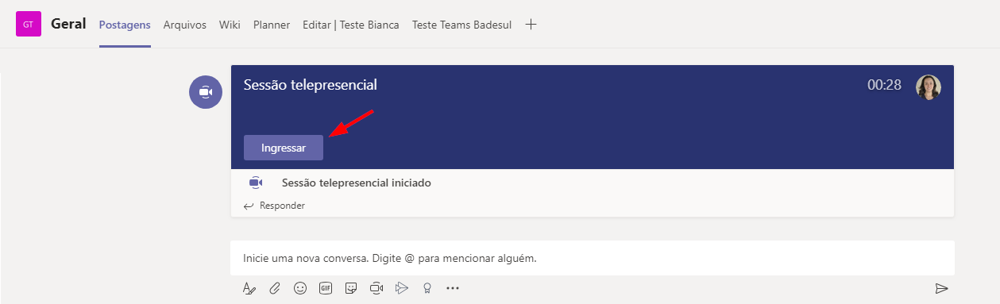 GT Geral Postagens Arquivos Wiki Planner Editar | Teste Bianca Teste Teams Badesul
Sessão telepresencial 00:28
Ingressar
Sessão telepresencial iniciado
Responder
Inicie uma nova conversa. Digite @ para mencionar alguém.
GIF